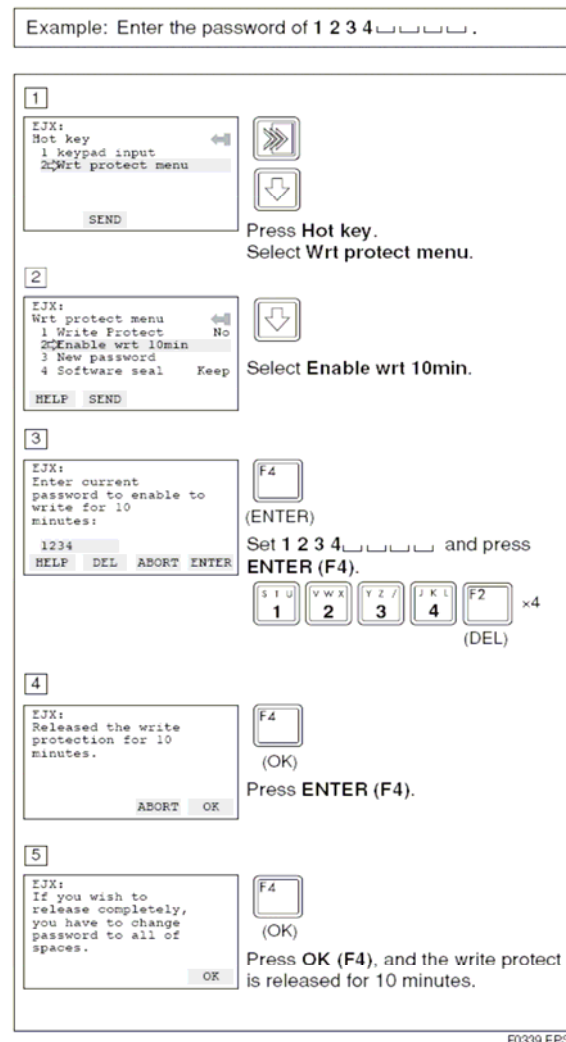 Example: Enter the password of 1 2 3 4␣␣␣␣.
1
EJX:
Hot key
1 keypad input
2 Wrt protect menu
SEND
Press Hot key.
Select Wrt protect menu.
2
EJX:
Wrt protect menu
1 Write Protect No
2 Enable wrt 10min
3 New password
4 Software seal Keep
HELP SEND
Select Enable wrt 10min.
3
EJX:
Enter current
password to enable to
write for 10
minutes:
1234
HELP DEL ABORT ENTER
F4
(ENTER)
Set 1 2 3 4␣␣␣␣ and press
ENTER (F4).
S T U V W X Y Z / J K L F2
1 2 3 4 ×4
(DEL)
4
EJX:
Released the write
protection for 10
minutes.
ABORT OK
F4
(OK)
Press ENTER (F4).
5
EJX:
If you wish to
release completely,
you have to change
password to all of
spaces.
OK
F4
(OK)
Press OK (F4), and the write protect
is released for 10 minutes.
F0339.EPS